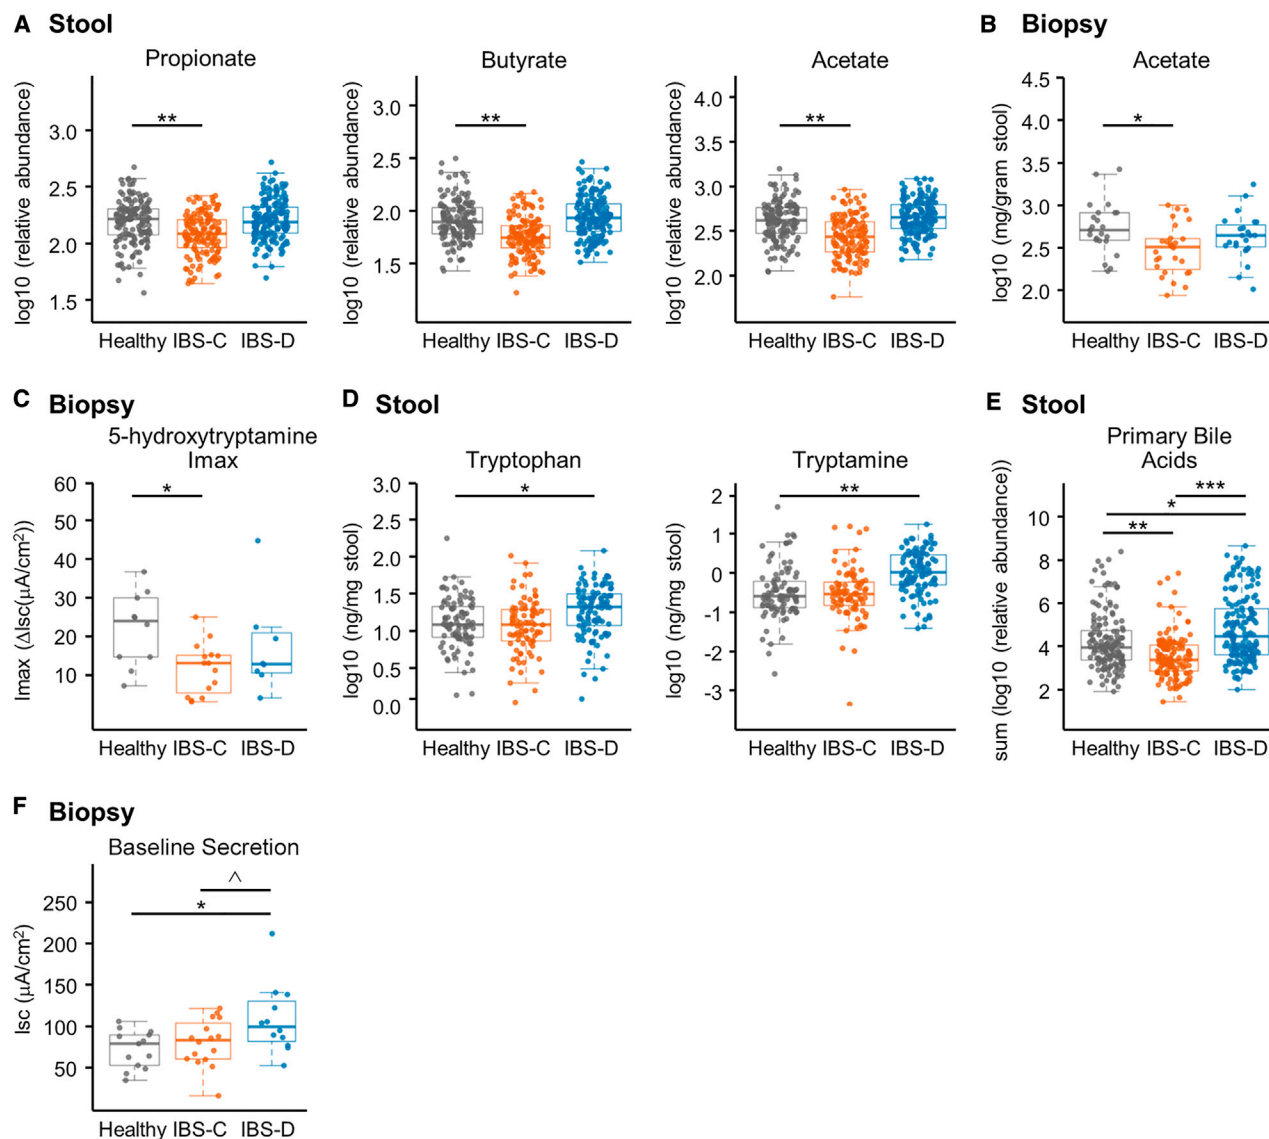 A Stool
Propionate
log10 (relative abundance)
3.0
2.5
2.0
1.5
**
Healthy IBS-C IBS-D
Butyrate
log10 (relative abundance)
3.0
2.5
2.0
1.5
**
Healthy IBS-C IBS-D
Acetate
log10 (relative abundance)
4.0
3.5
3.0
2.5
2.0
**
Healthy IBS-C IBS-D
B Biopsy
Acetate
log10 (mg/gram stool)
4.5
4.0
3.5
3.0
2.5
2.0
*
Healthy IBS-C IBS-D
C Biopsy
5-hydroxytryptamine
Imax
Imax (ΔIsc(µA/cm²))
60
50
40
30
20
10
*
Healthy IBS-C IBS-D
D Stool
Tryptophan
log10 (ng/mg stool)
3.0
2.5
2.0
1.5
1.0
0.5
0.0
*
Healthy IBS-C IBS-D
Tryptamine
log10 (ng/mg stool)
2
1
0
-1
-2
-3
**
Healthy IBS-C IBS-D
E Stool
Primary Bile
Acids
sum (log10 (relative abundance))
10
8
6
4
2
***
*
**
Healthy IBS-C IBS-D
F Biopsy
Baseline Secretion
Isc (µA/cm²)
250
200
150
100
50
^
*
Healthy IBS-C IBS-D